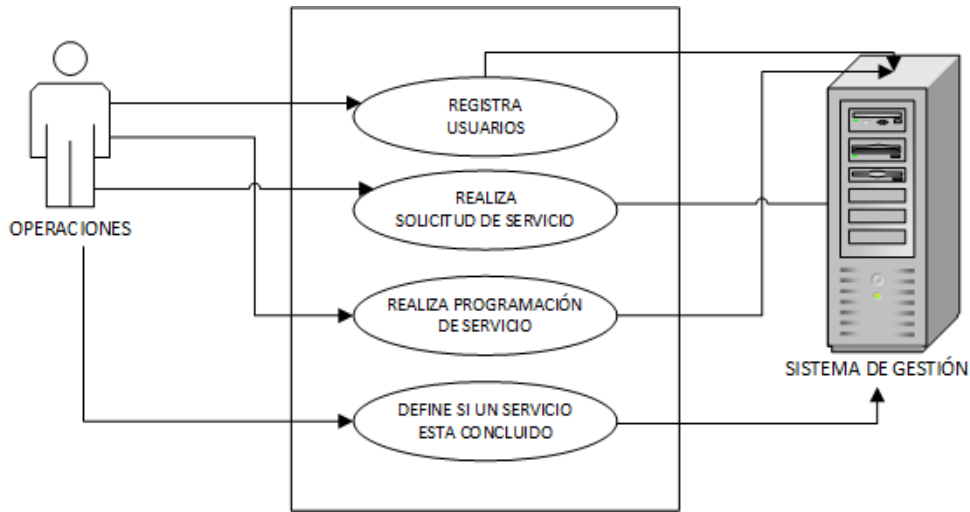 REGISTRA
USUARIOS
REALIZA
SOLICITUD DE SERVICIO
OPERACIONES
REALIZA PROGRAMACIÓN
DE SERVICIO
SISTEMA DE GESTIÓN
DEFINE SI UN SERVICIO
ESTA CONCLUIDO